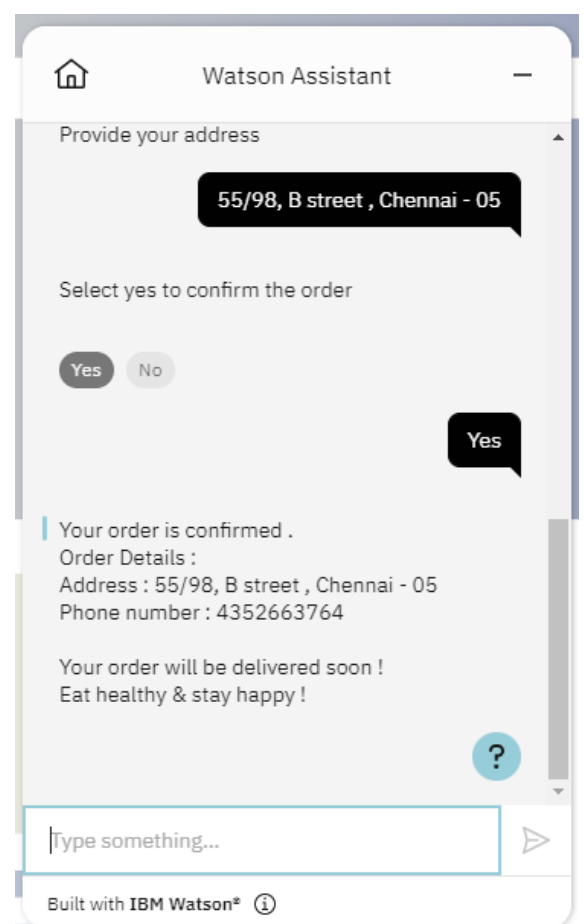 Watson Assistant
Provide your address
55/98, B street , Chennai - 05
Select yes to confirm the order
Yes No
Yes
Your order is confirmed .
Order Details :
Address : 55/98, B street , Chennai - 05
Phone number : 4352663764
Your order will be delivered soon !
Eat healthy & stay happy !
?
Type something...
Built with IBM Watson®